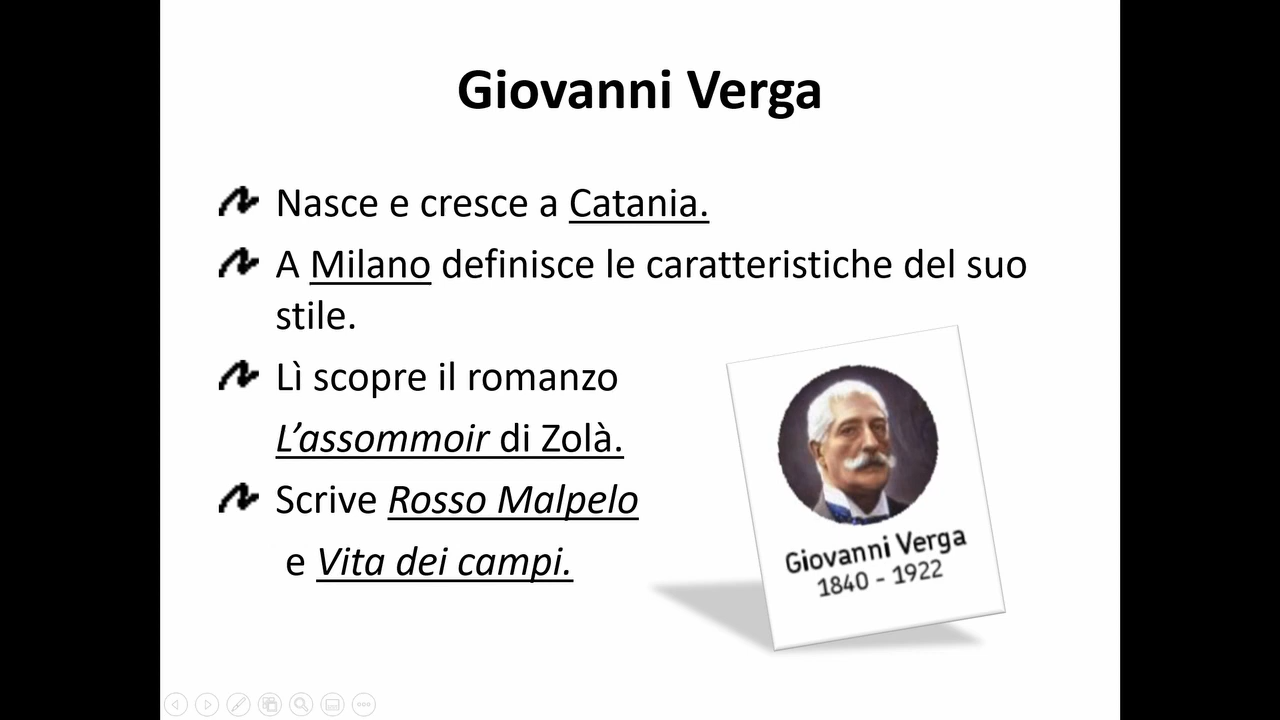 Giovanni Verga
Nasce e cresce a Catania.
A Milano definisce le caratteristiche del suo
stile.
Lì scopre il romanzo
L’assommoir di Zolà.
Scrive Rosso Malpelo
e Vita dei campi.
Giovanni Verga
1840 - 1922